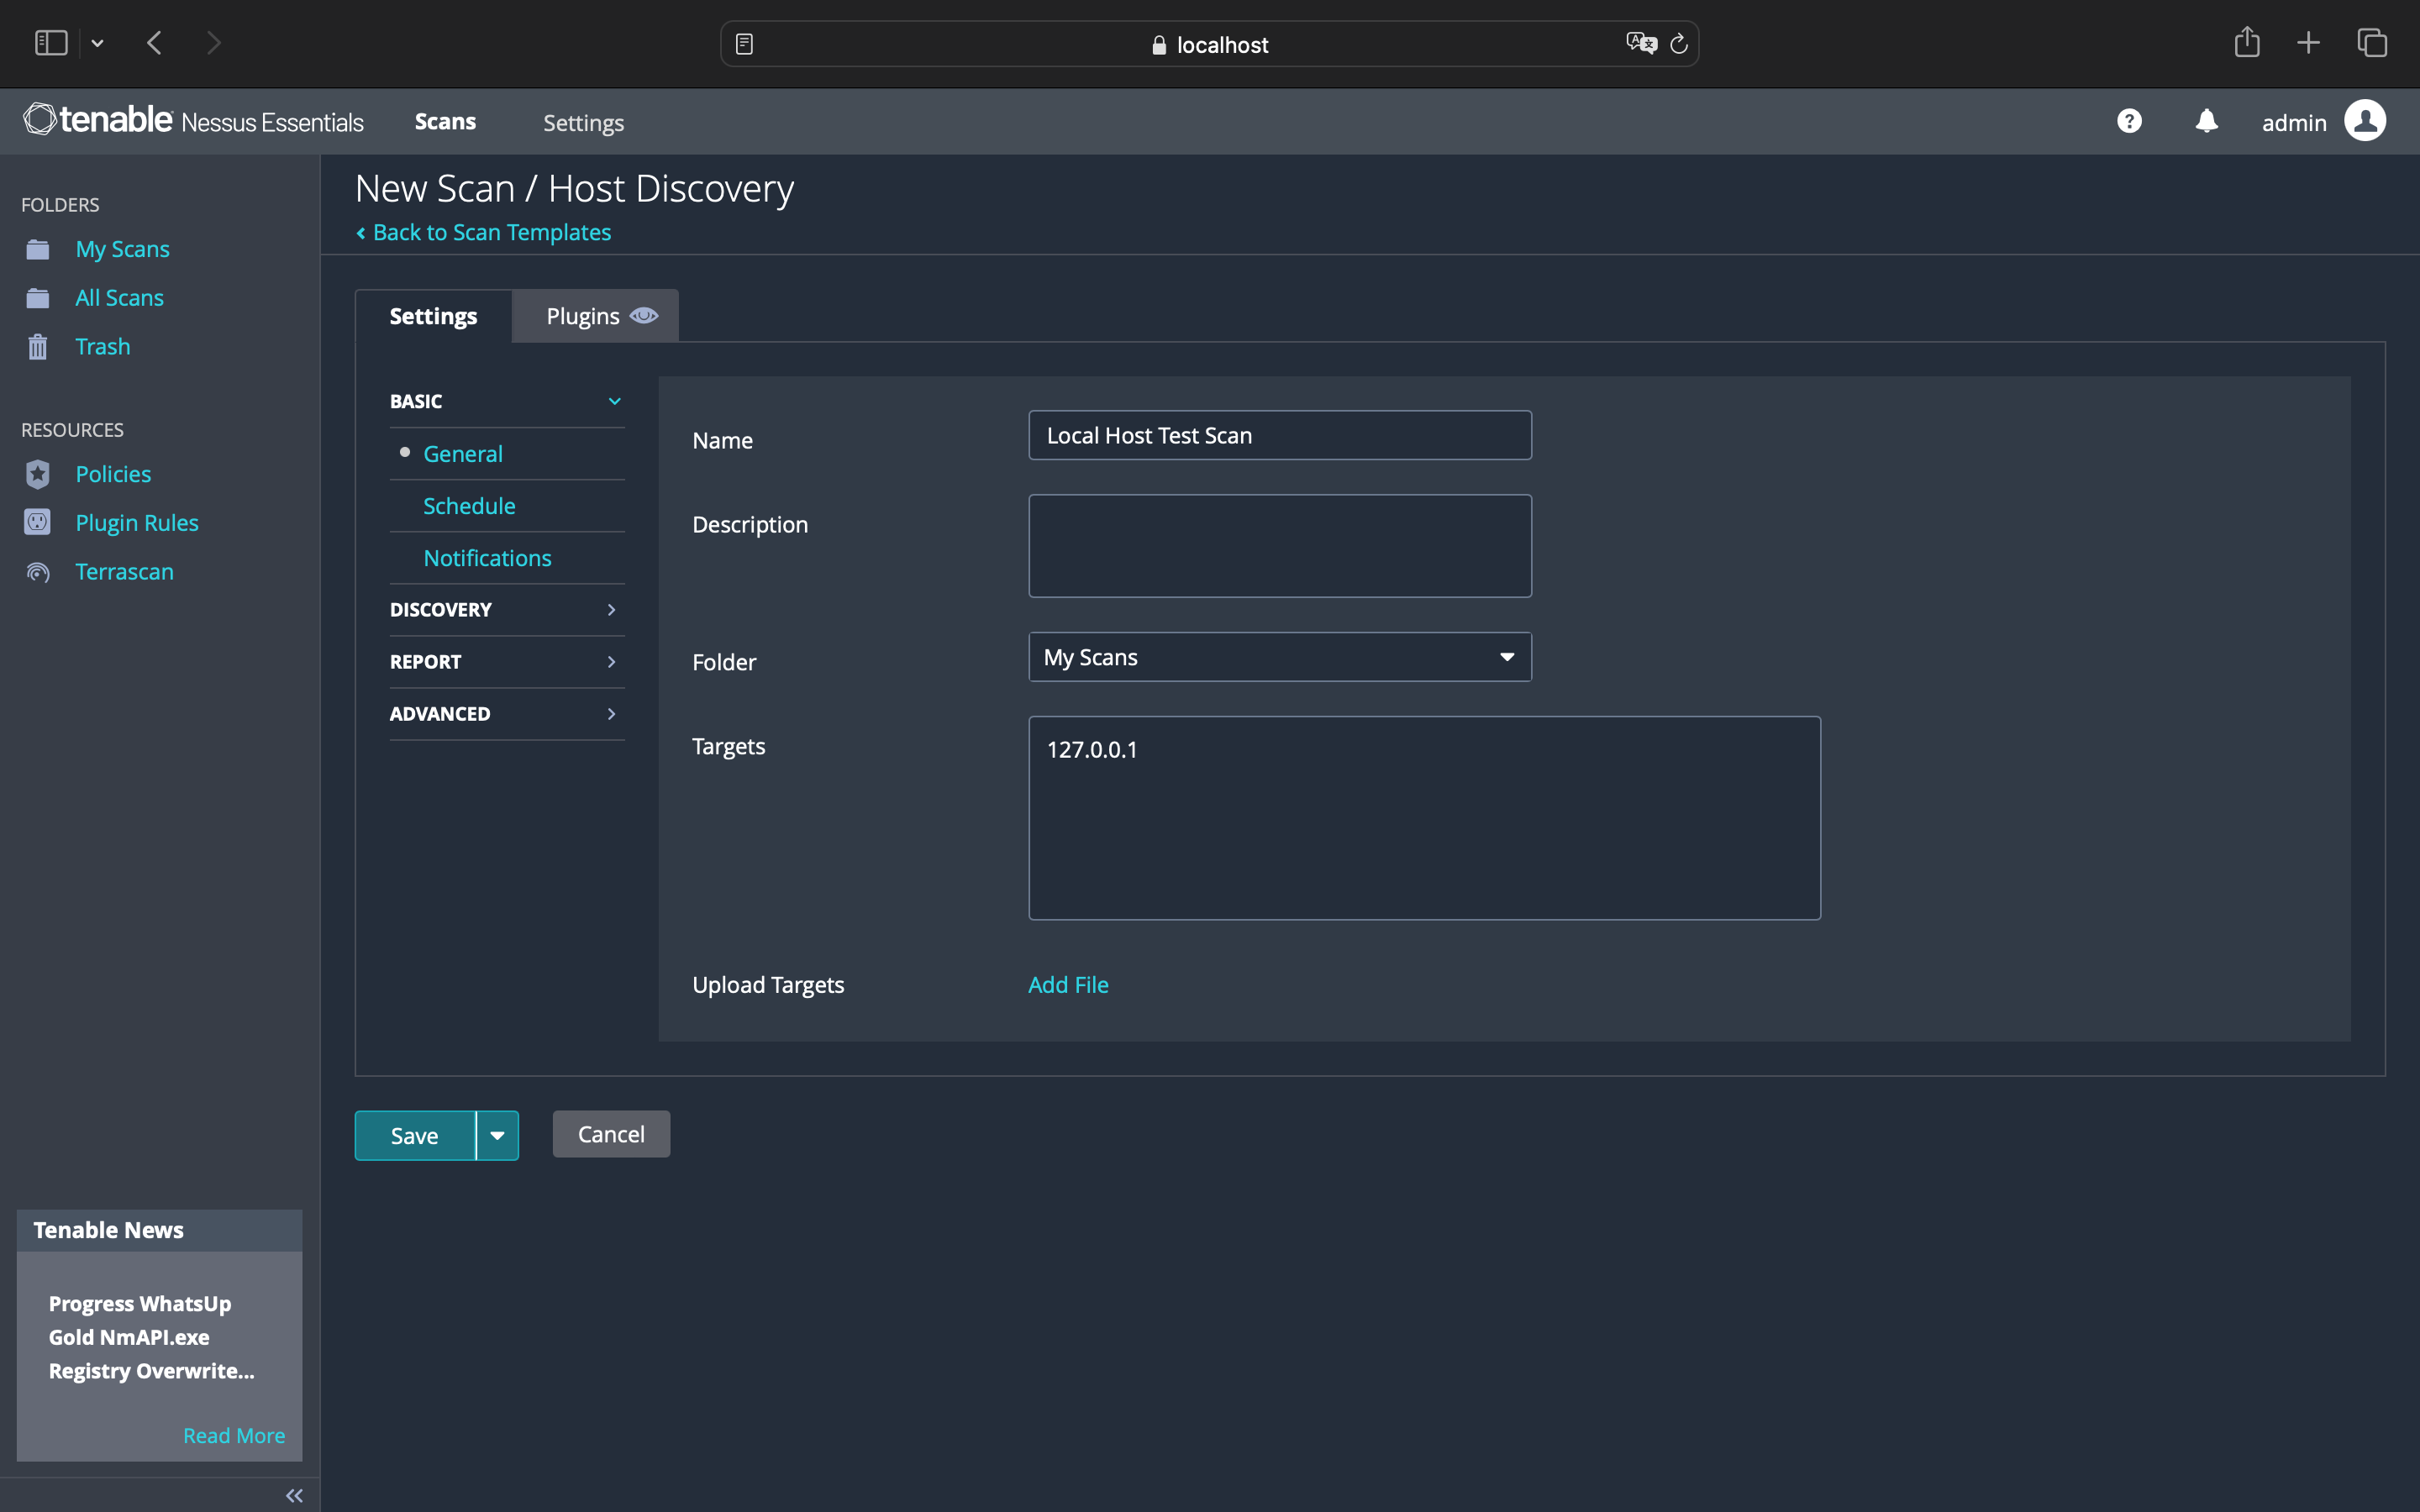 localhost
tenable Nessus Essentials
Scans
Settings
admin
FOLDERS
My Scans
All Scans
Trash
RESOURCES
Policies
Plugin Rules
Terrascan
New Scan / Host Discovery
Back to Scan Templates
Settings
Plugins
BASIC
General
Schedule
Notifications
DISCOVERY
REPORT
ADVANCED
Name
Local Host Test Scan
Description
Folder
My Scans
Targets
127.0.0.1
Upload Targets
Add File
Save
Cancel
Tenable News
Progress WhatsUp
Gold NmAPI.exe
Registry Overwrite...
Read More